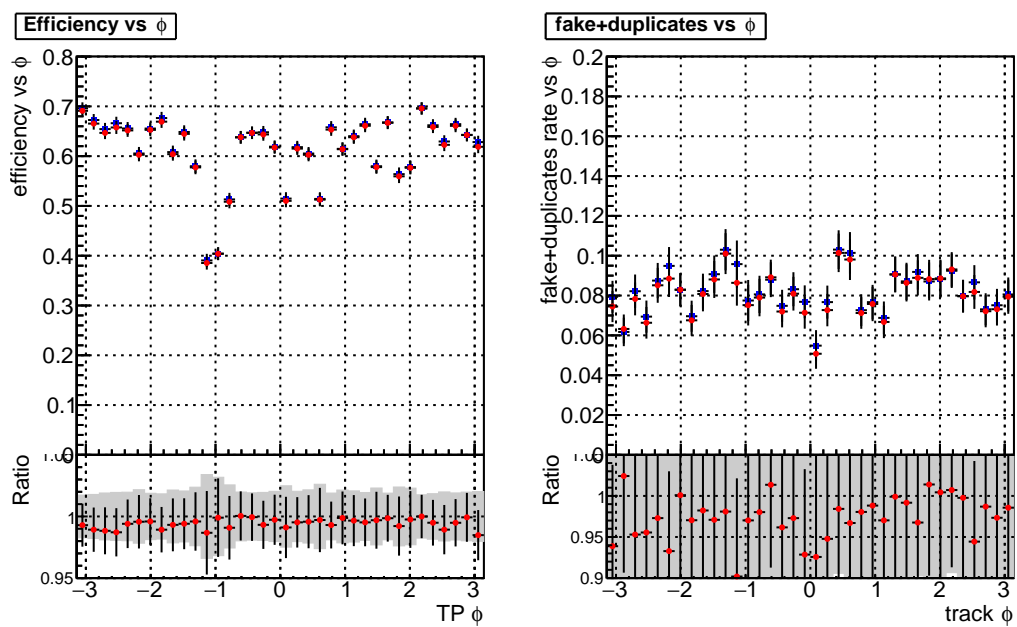 Efficiency vs ϕ
efficiency vs ϕ
0.8
0.7
0.6
0.5
0.4
0.3
0.2
0.1
0
Ratio
1
0.95
−3 −2 −1 0 1 2 3
TP ϕ
fake+duplicates vs ϕ
fake+duplicates rate vs ϕ
0.2
0.18
0.16
0.14
0.12
0.1
0.08
0.06
0.04
0.02
0
Ratio
1
0.95
0.9
−3 −2 −1 0 1 2 3
track ϕ